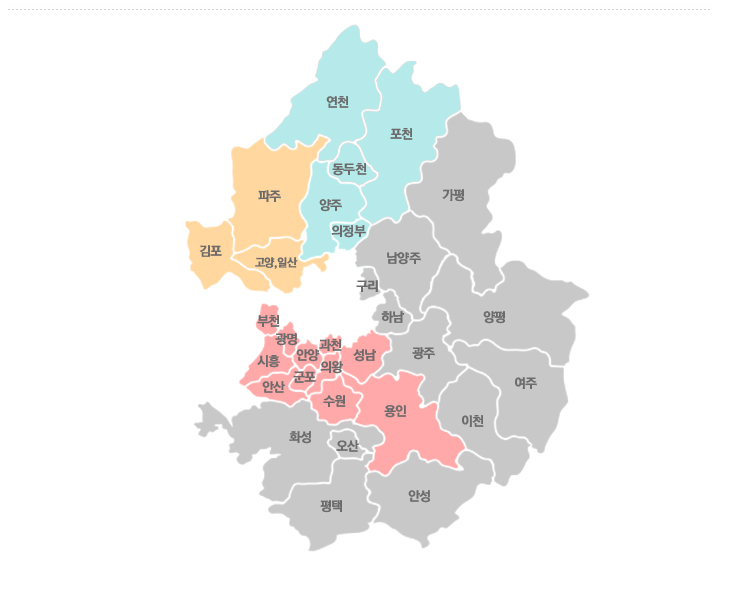 연천
포천
동두천
파주
가평
양주
의정부
김포
고양,일산
남양주
구리
하남
양평
부천
광명
과천
안양
성남
광주
시흥
의왕
군포
안산
여주
수원
용인
이천
화성
오산
안성
평택